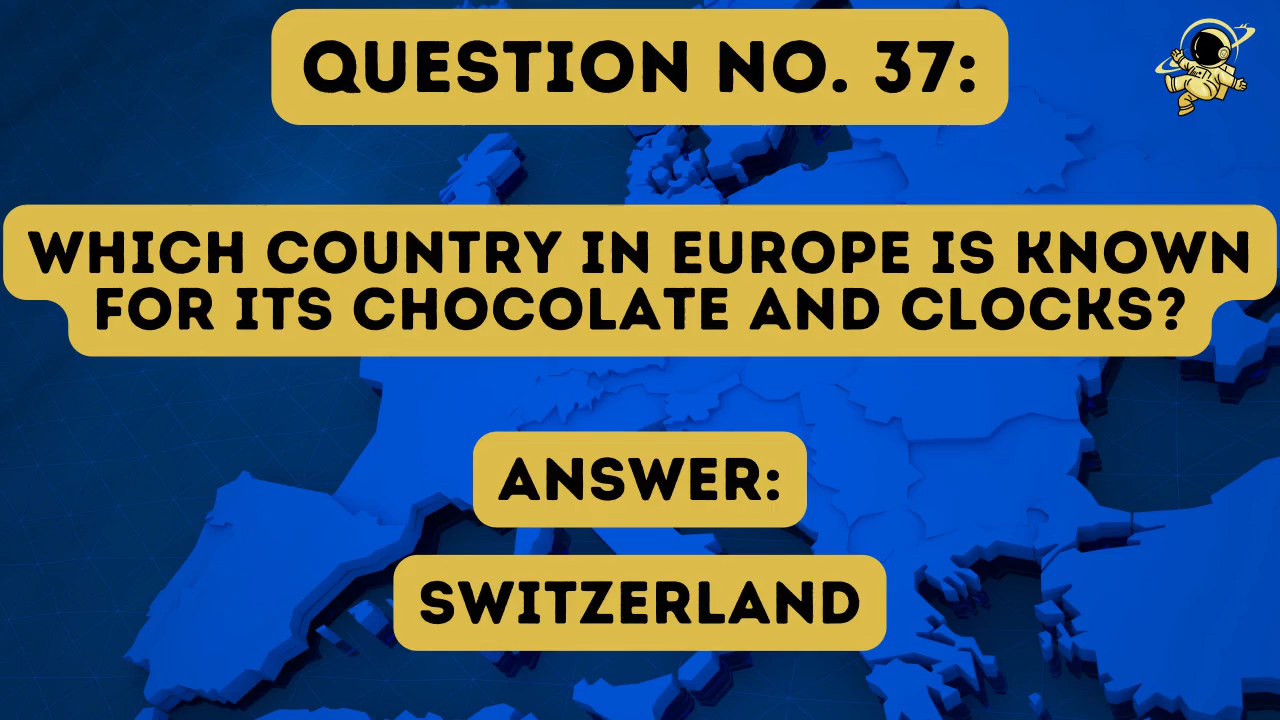 QUESTION NO. 37:
WHICH COUNTRY IN EUROPE IS KNOWN
FOR ITS CHOCOLATE AND CLOCKS?
ANSWER:
SWITZERLAND